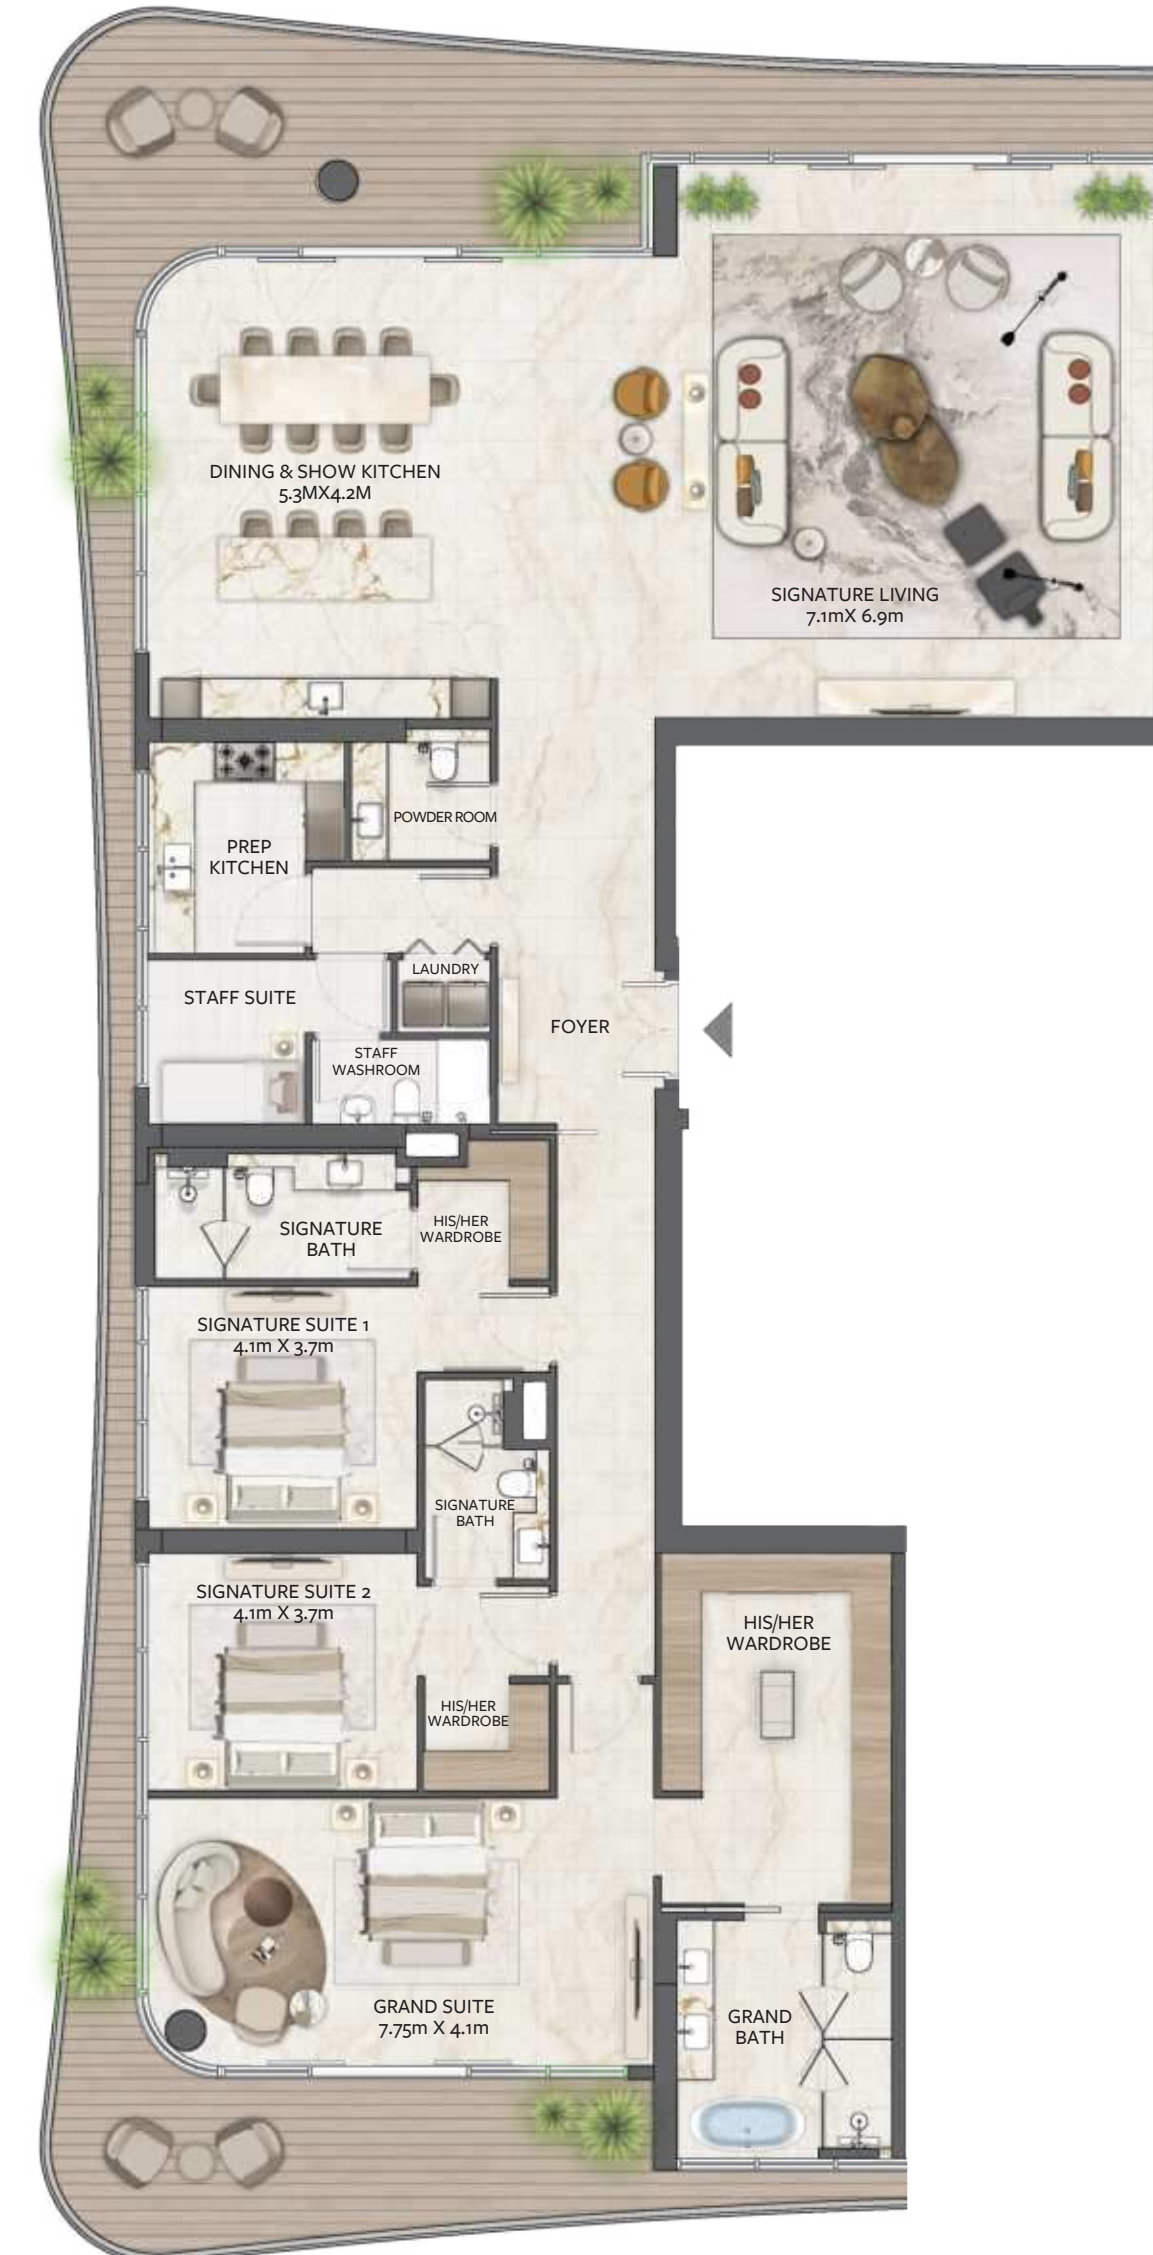 DINING & SHOW KITCHEN
5.3MX4.2M
SIGNATURE LIVING
7.1mX 6.9m
POWDER ROOM
PREP
KITCHEN
LAUNDRY
STAFF SUITE
FOYER
STAFF
WASHROOM
SIGNATURE
BATH
HIS/HER
WARDROBE
SIGNATURE SUITE 1
4.1m X 3.7m
SIGNATURE
BATH
SIGNATURE SUITE 2
4.1m X 3.7m
HIS/HER
WARDROBE
HIS/HER
WARDROBE
GRAND SUITE
7.75m X 4.1m
GRAND
BATH